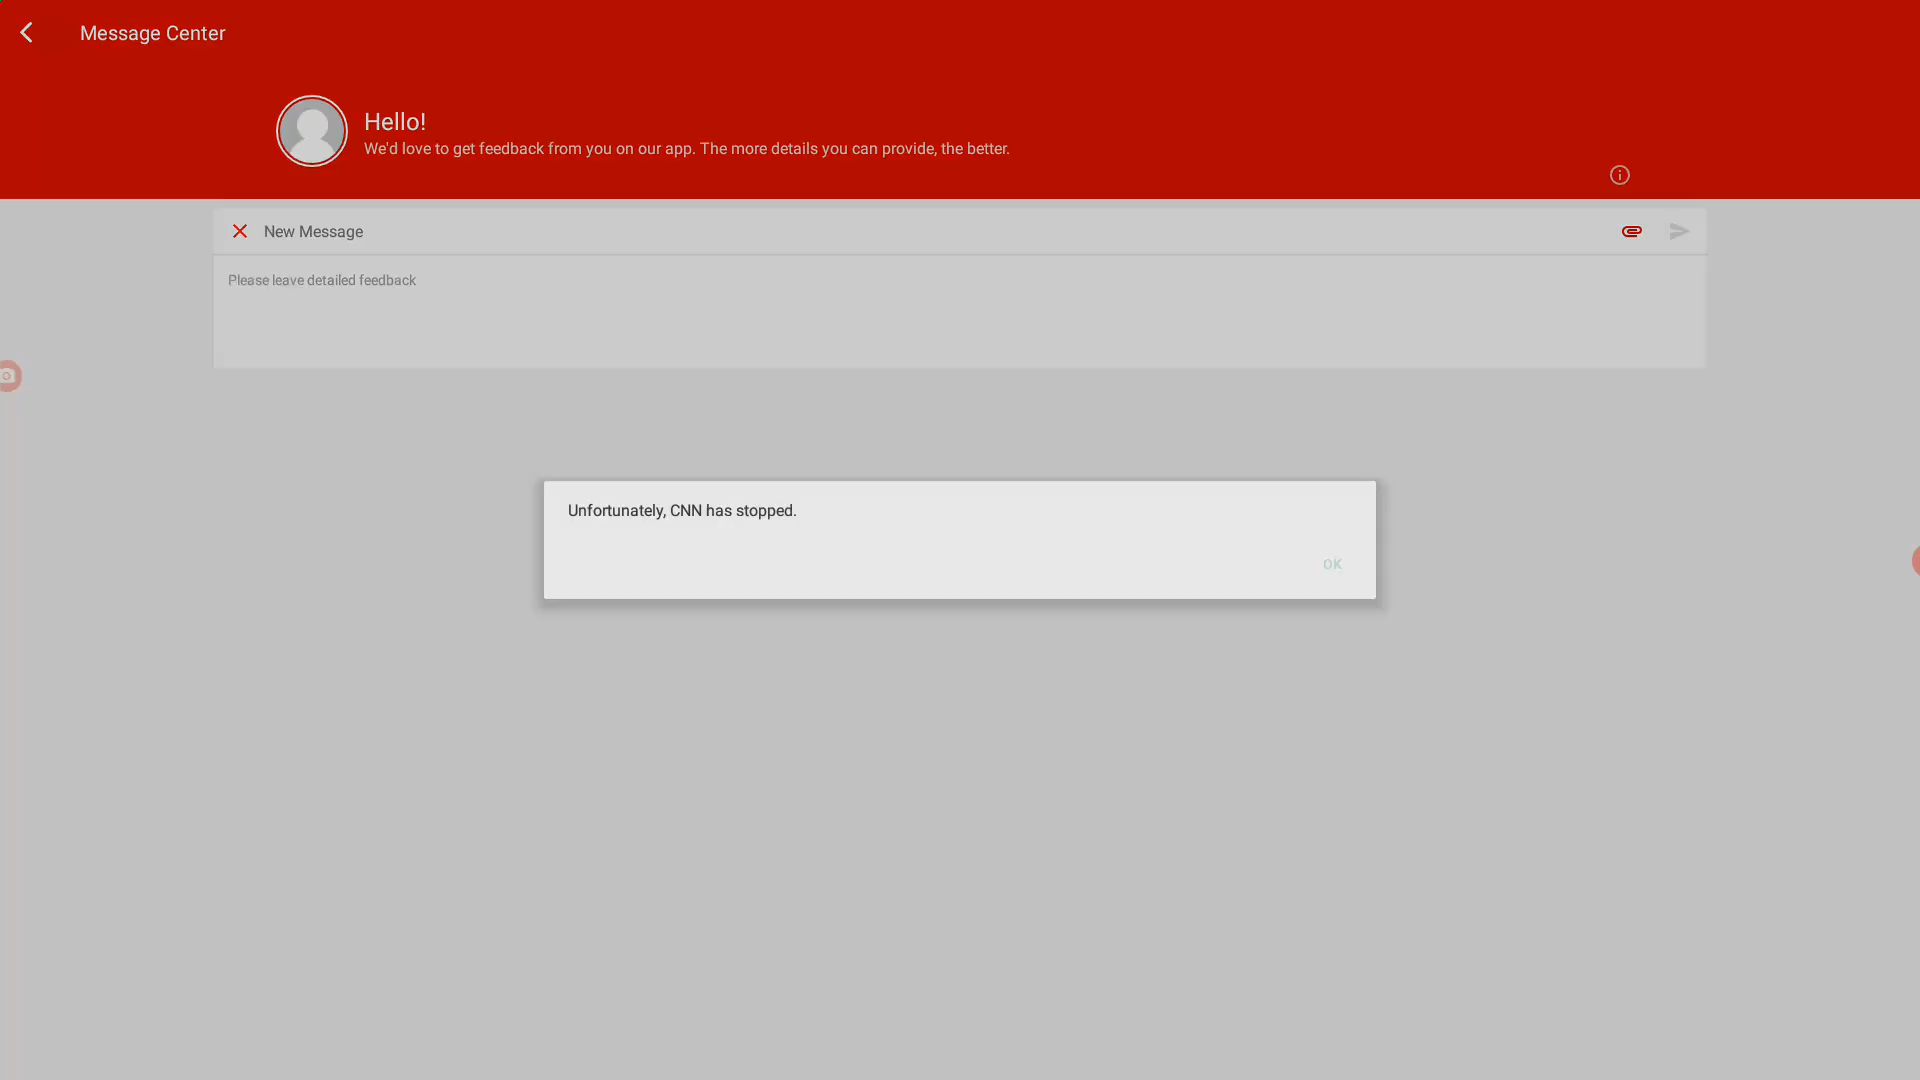 Message Center
Hello!
We'd love to get feedback from you on our app. The more details you can provide, the better.
New Message
Please leave detailed feedback
Unfortunately, CNN has stopped.
OK